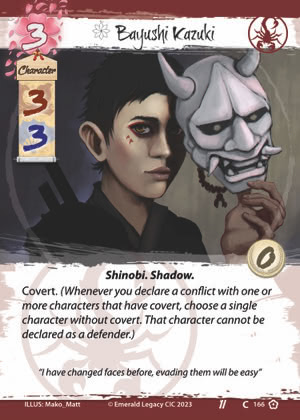 3
Bayushi Kazuki
Character
3
3
0
Shinobi. Shadow.
Covert. (Whenever you declare a conflict with one or
more characters that have covert, choose a single
character without covert. That character cannot be
declared as a defender.)
“I have changed faces before, evading them will be easy”
ILLUS: Mako_Matt © Emerald Legacy CIC 2023 C 166